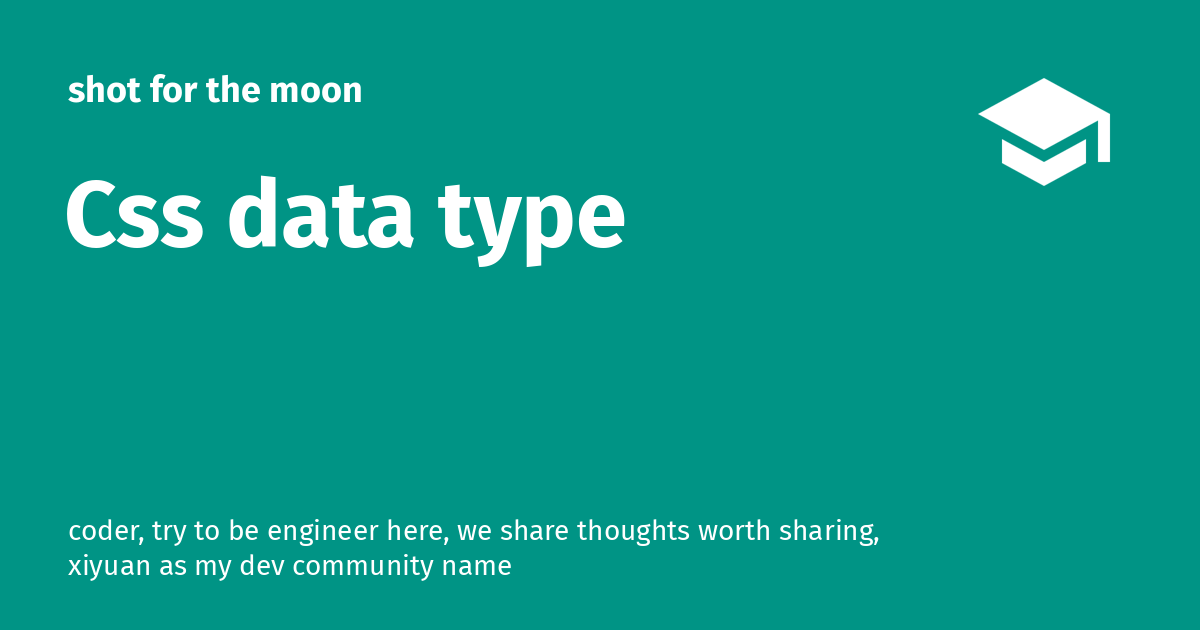 shot for the moon
Css data type
coder, try to be engineer here, we share thoughts worth sharing,
xiyuan as my dev community name